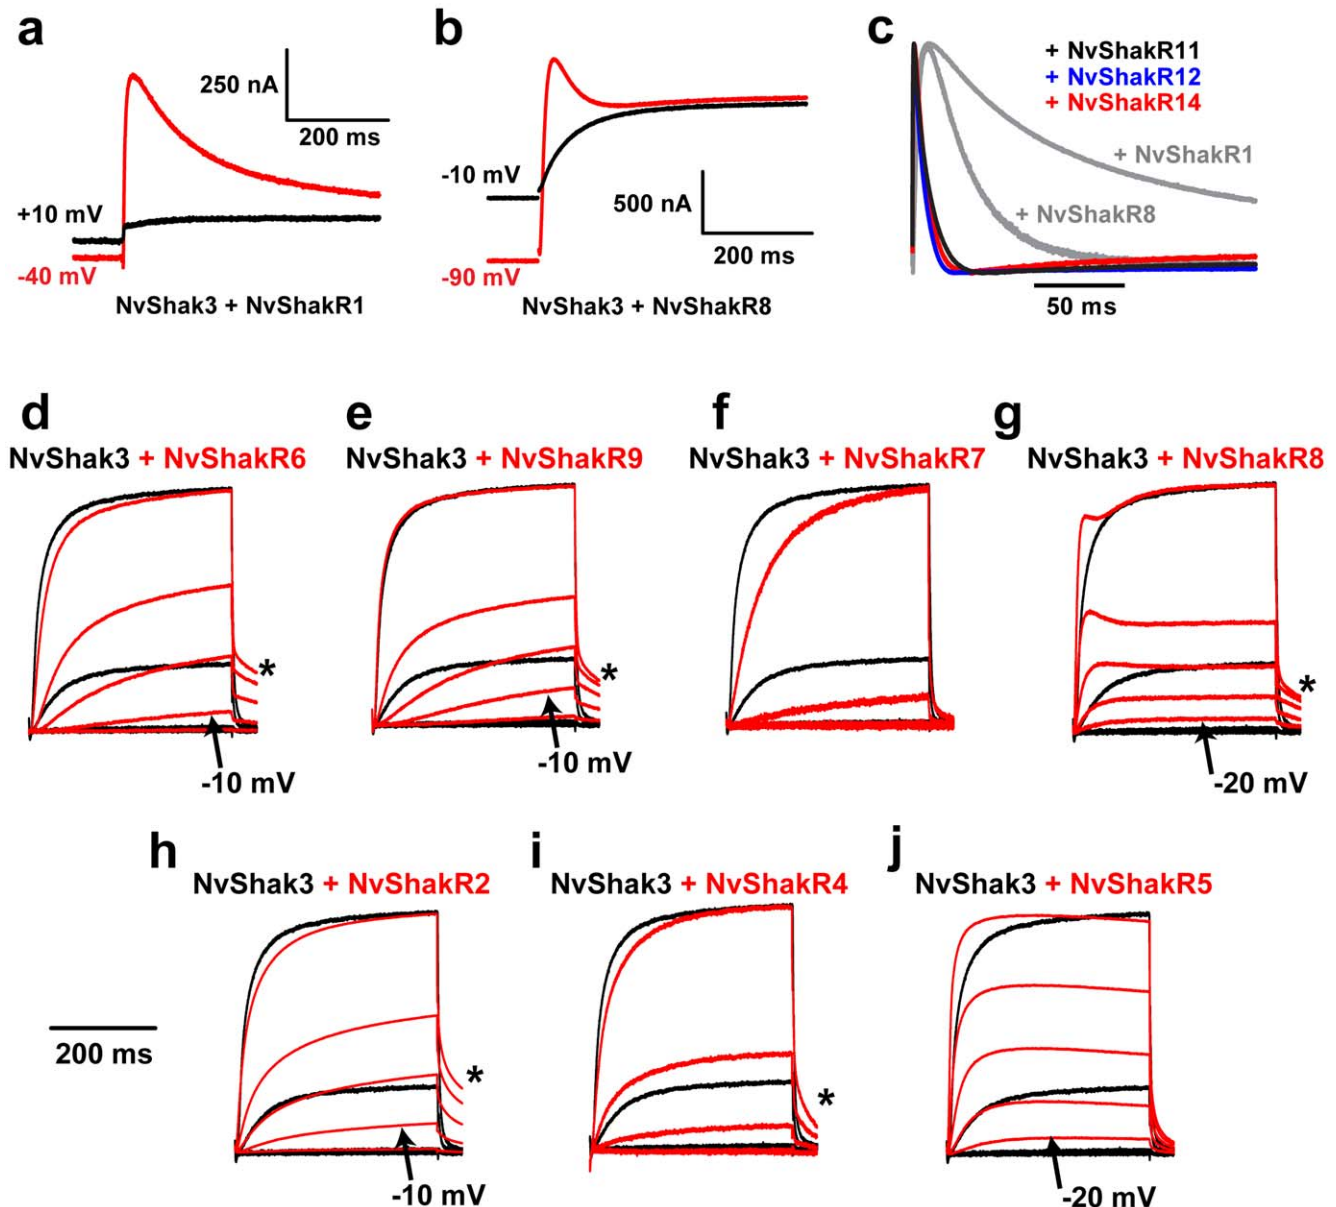 a
250 nA
200 ms
+10 mV
-40 mV
NvShak3 + NvShakR1
b
-10 mV
500 nA
200 ms
-90 mV
NvShak3 + NvShakR8
c
+ NvShakR11
+ NvShakR12
+ NvShakR14
+ NvShakR1
+ NvShakR8
50 ms
d
NvShak3 + NvShakR6
*
-10 mV
e
NvShak3 + NvShakR9
*
-10 mV
f
NvShak3 + NvShakR7
g
NvShak3 + NvShakR8
*
-20 mV
h
NvShak3 + NvShakR2
*
200 ms
-10 mV
i
NvShak3 + NvShakR4
*
j
NvShak3 + NvShakR5
-20 mV